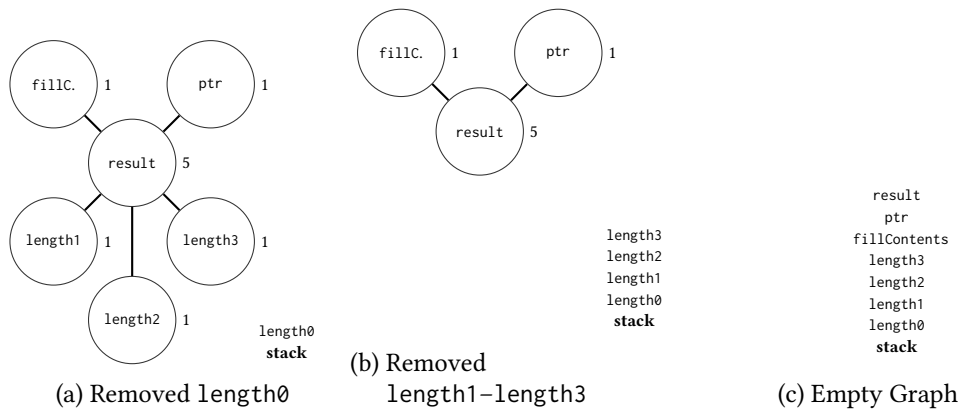 fillC.
1
ptr
1
result
5
length1
1
length3
1
length2
1
length0
stack
(a) Removed length0
fillC.
1
ptr
1
result
5
length3
length2
length1
length0
stack
(b) Removed
length1–length3
result
ptr
fillContents
length3
length2
length1
length0
stack
(c) Empty Graph